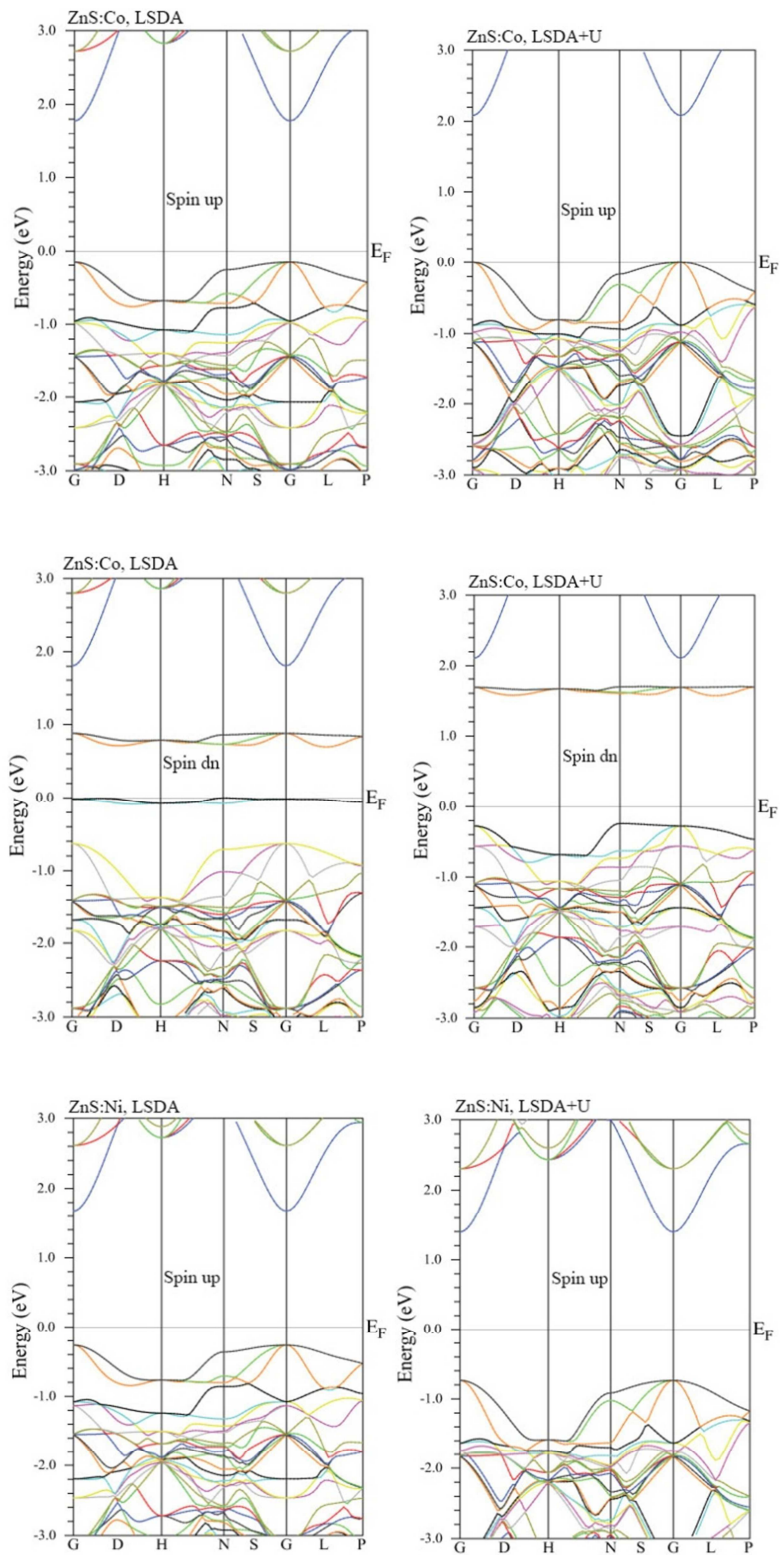 ZnS:Co, LSDA
3.0
2.0
1.0
0.0
-1.0
-2.0
-3.0
Energy (eV)
Spin up
E_F
G D H N S G L P
ZnS:Co, LSDA+U
3.0
2.0
1.0
0.0
-1.0
-2.0
-3.0
Energy (eV)
Spin up
E_F
G D H N S G L P
ZnS:Co, LSDA
3.0
2.0
1.0
0.0
-1.0
-2.0
-3.0
Energy (eV)
Spin dn
E_F
G D H N S G L P
ZnS:Co, LSDA+U
3.0
2.0
1.0
0.0
-1.0
-2.0
-3.0
Energy (eV)
Spin dn
E_F
G D H N S G L P
ZnS:Ni, LSDA
3.0
2.0
1.0
0.0
-1.0
-2.0
-3.0
Energy (eV)
Spin up
E_F
G D H N S G L P
ZnS:Ni, LSDA+U
3.0
2.0
1.0
0.0
-1.0
-2.0
-3.0
Energy (eV)
Spin up
E_F
G D H N S G L P